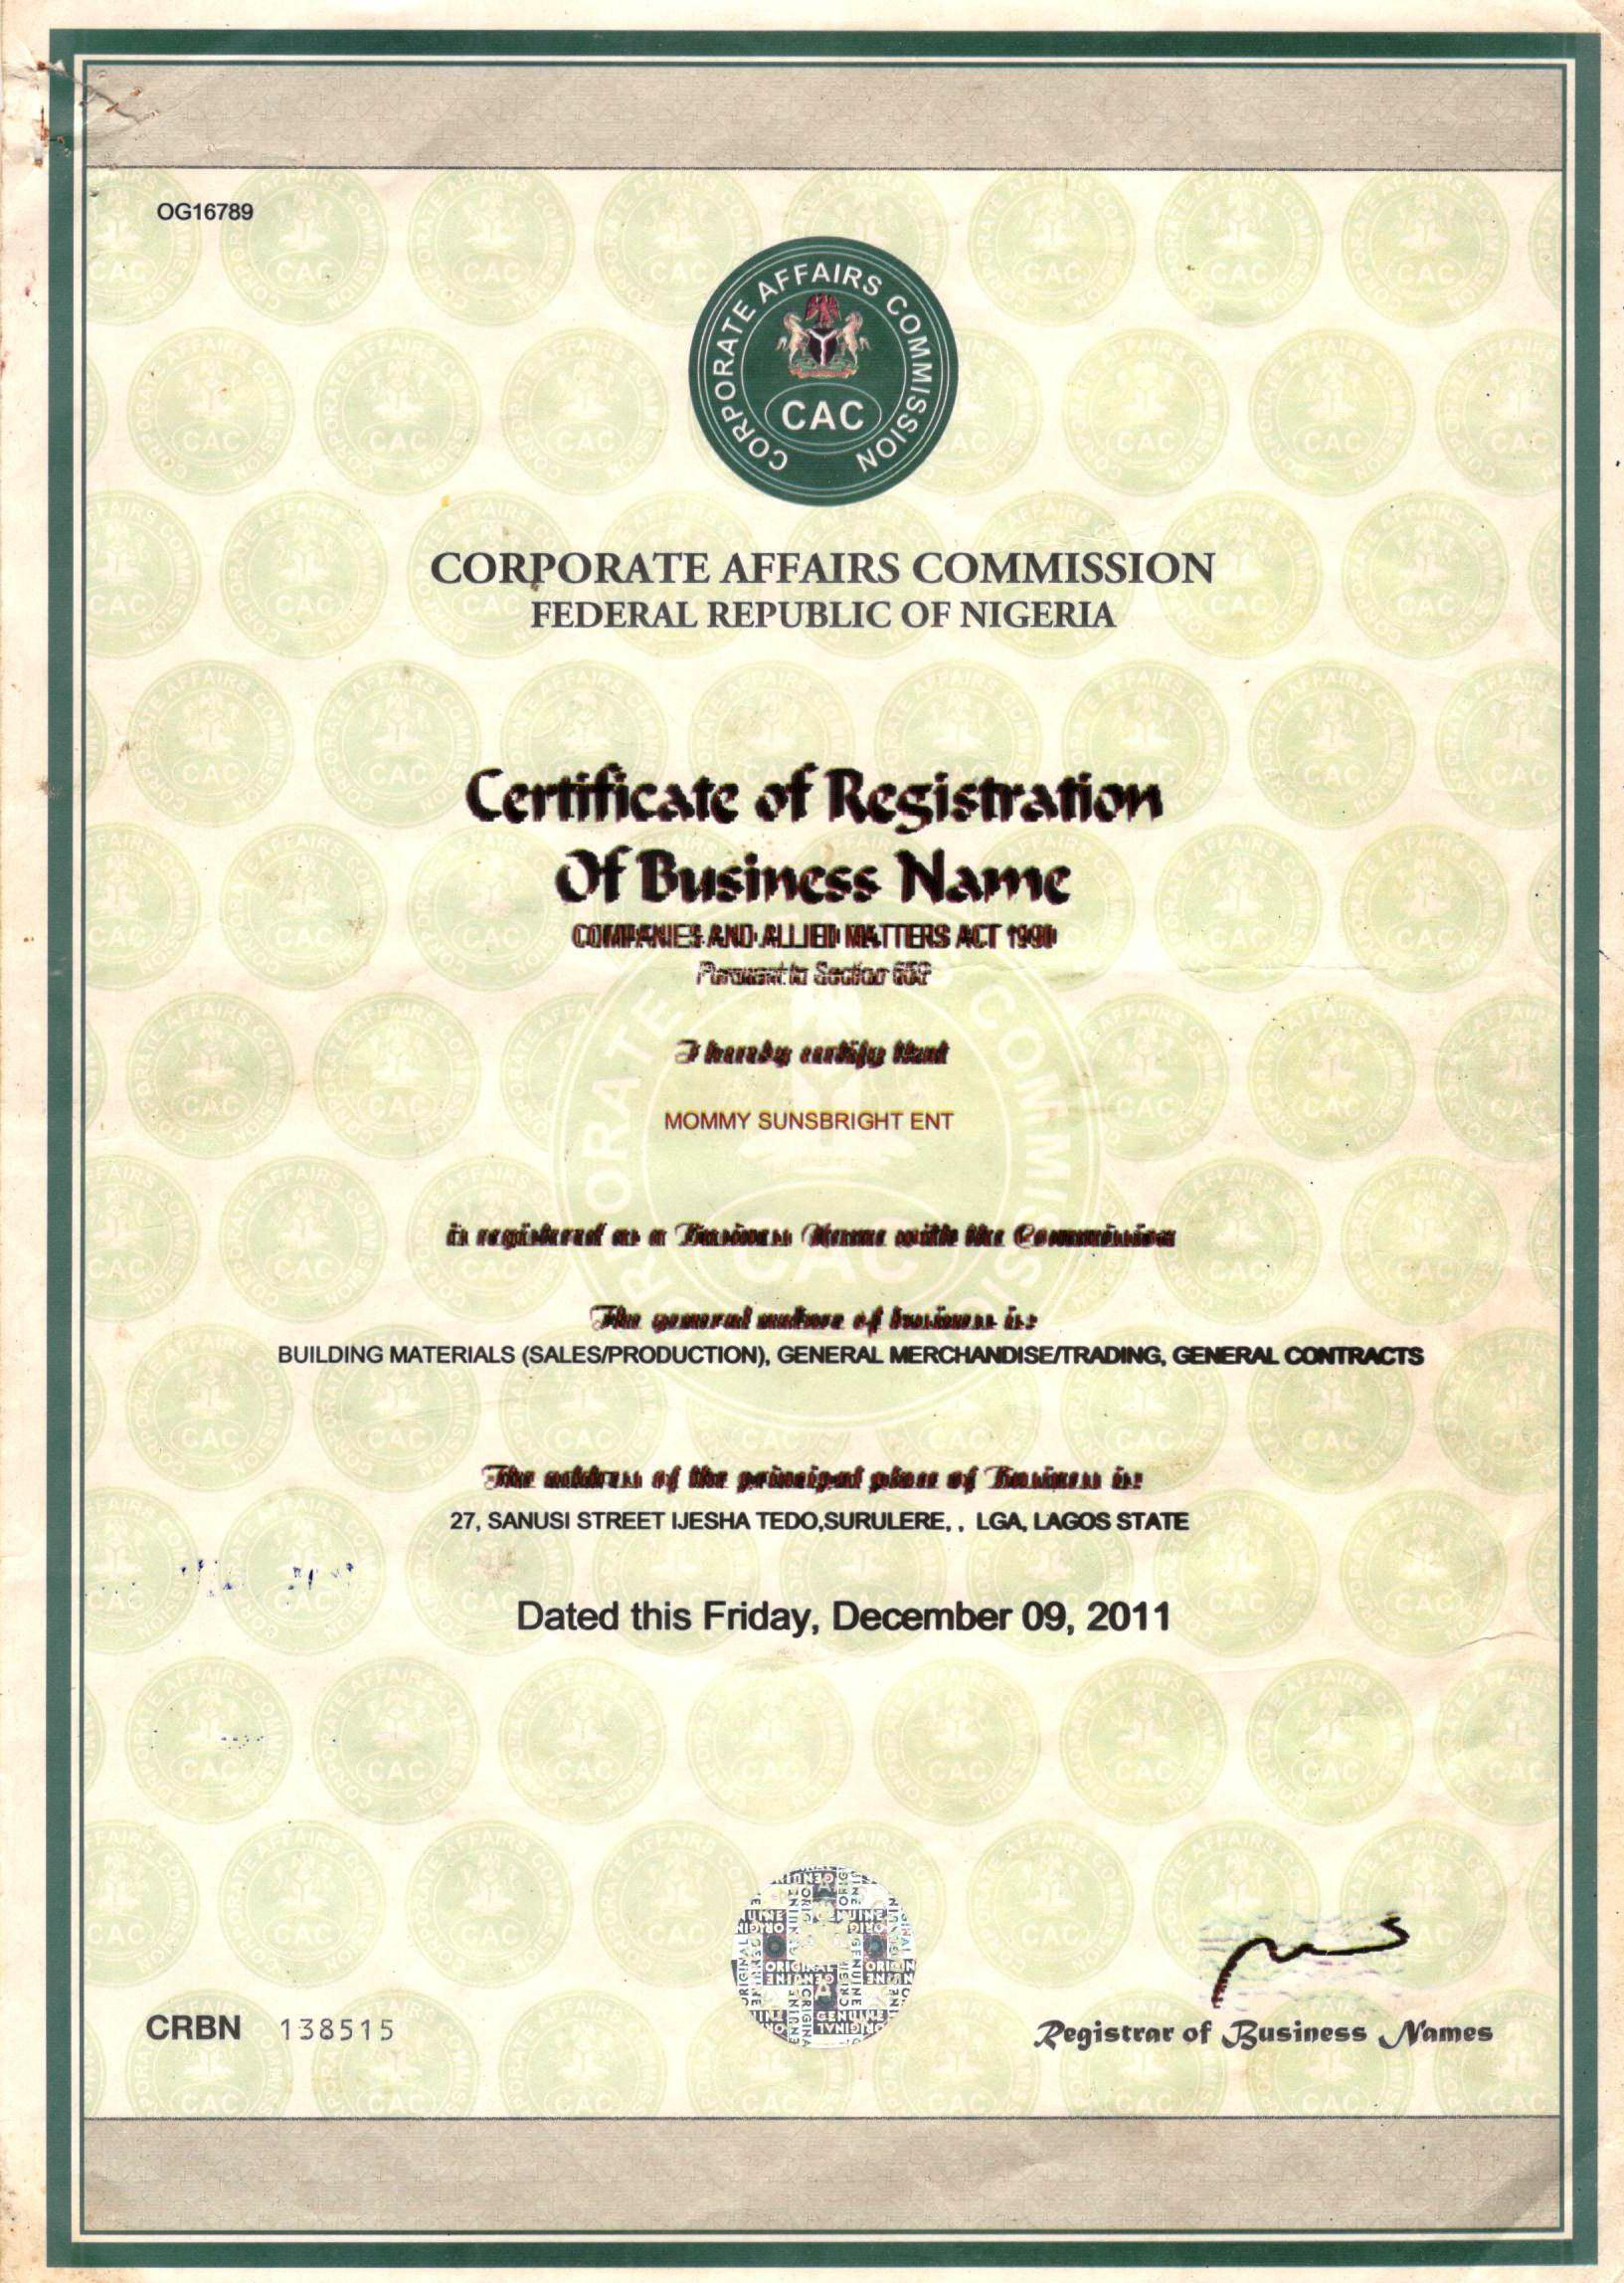 OG16789
CORPORATE AFFAIRS COMMISSION
CAC
CORPORATE AFFAIRS COMMISSION
FEDERAL REPUBLIC OF NIGERIA
Certificate of Registration
Of Business Name
COMPANIES AND ALLIED MATTERS ACT 1990
Pursuant to Section
I hereby certify that
MOMMY SUNSBRIGHT ENT
is registered as a Business Name with the Commission
The general nature of business is:
BUILDING MATERIALS (SALES/PRODUCTION), GENERAL MERCHANDISE/TRADING, GENERAL CONTRACTS
The address of the principal place of Business is:
27, SANUSI STREET IJESHA TEDO,SURULERE, , LGA, LAGOS STATE
Dated this Friday, December 09, 2011
ORIGINAL
GENUINE
CRBN 138515
Registrar of Business Names